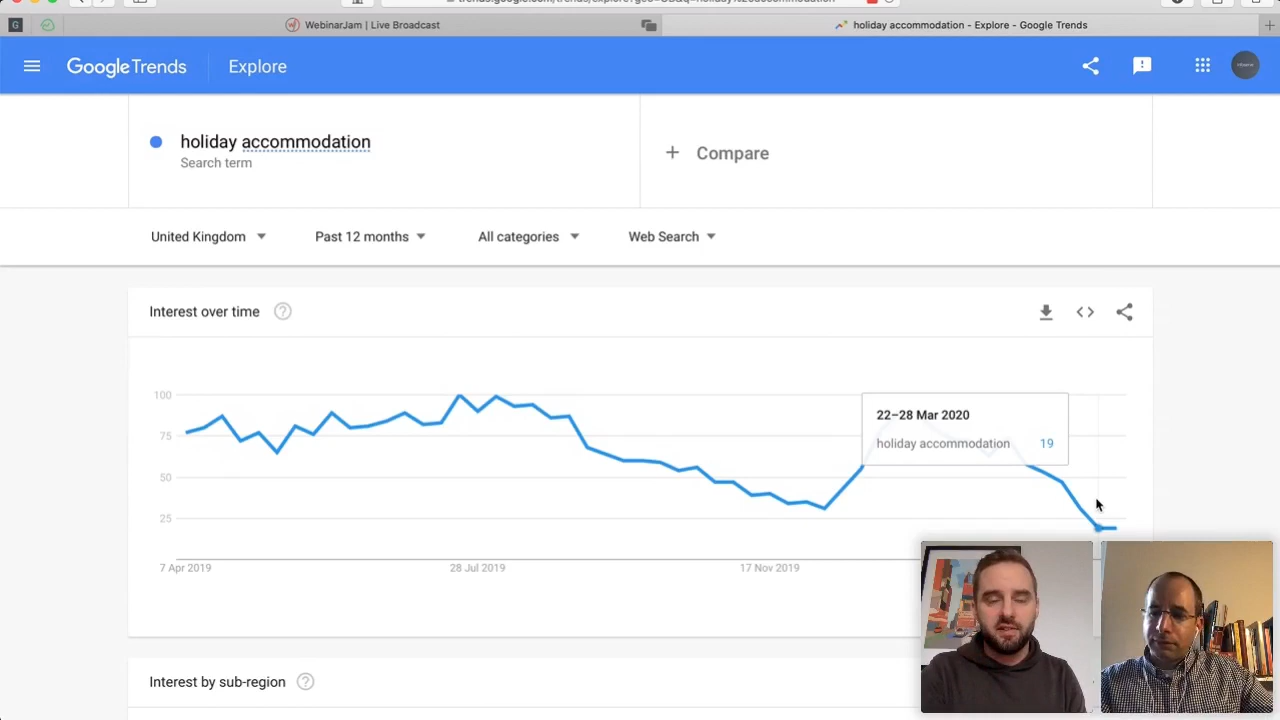 G
WebinarJam | Live Broadcast
holiday accommodation - Explore - Google Trends
Google Trends
Explore
holiday accommodation
Search term
+ Compare
United Kingdom
Past 12 months
All categories
Web Search
Interest over time
?
100
75
50
25
22–28 Mar 2020
holiday accommodation 19
7 Apr 2019
28 Jul 2019
17 Nov 2019
Interest by sub-region
?